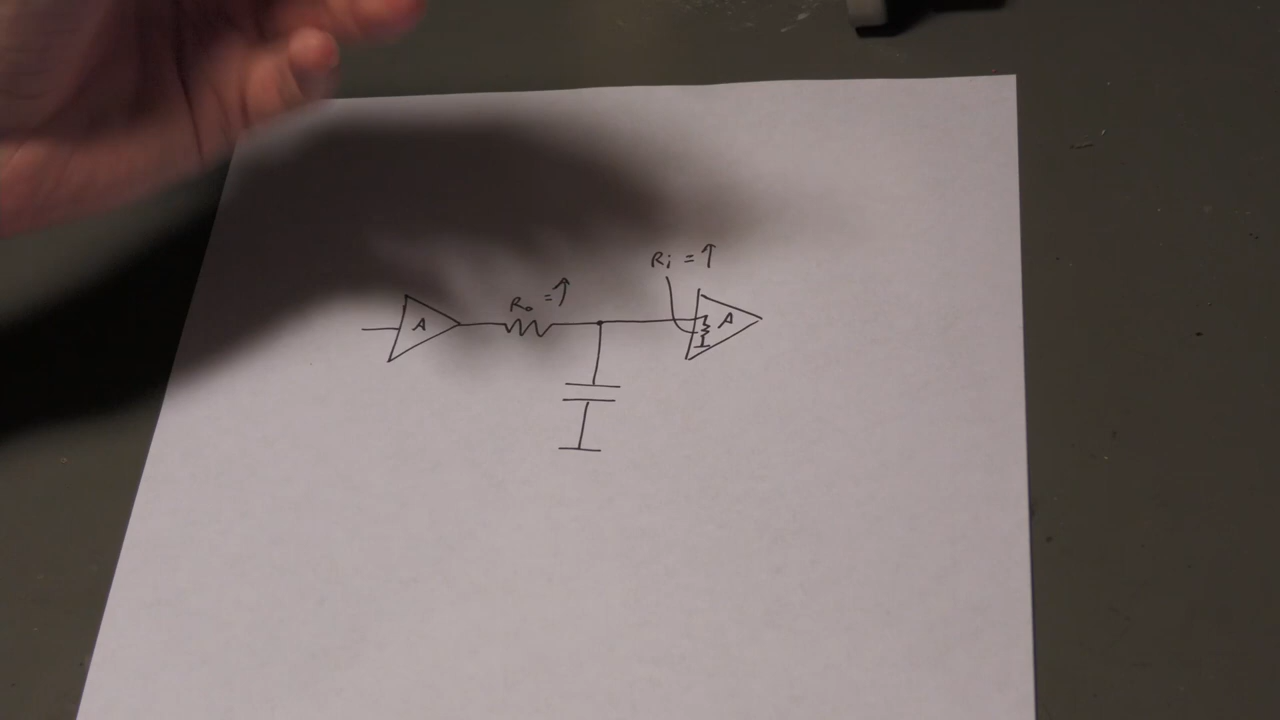 Ri = ↑
Ro = ↑
A
A